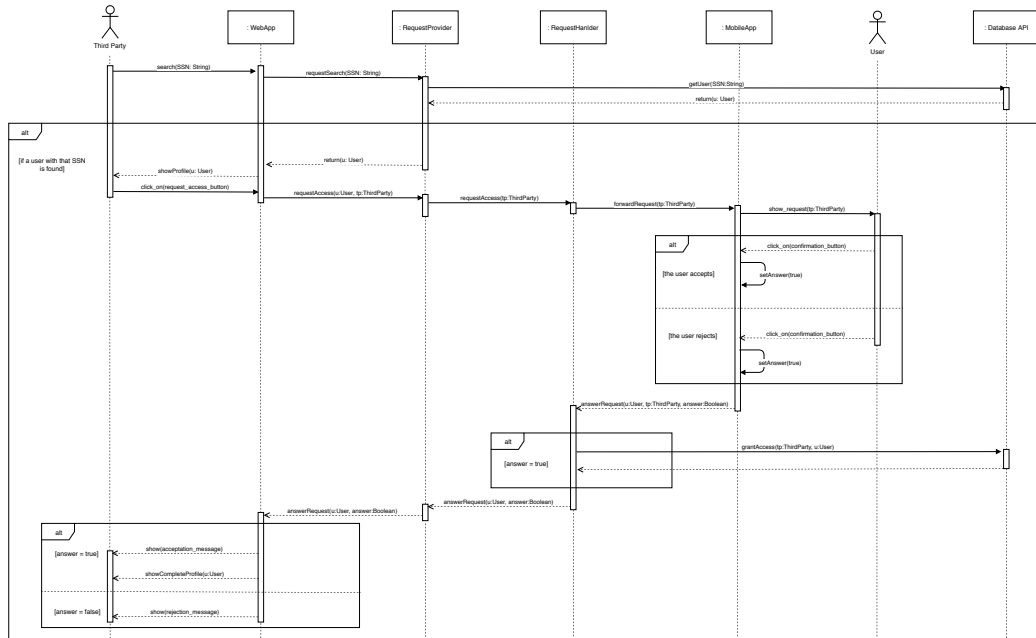 Third Party
: WebApp
: RequestProvider
: RequestHanlder
: MobileApp
User
: Database API
search(SSN: String)
requestSearch(SSN: String)
getUser(SSN:String)
return(u: User)
alt
[if a user with that SSN
is found]
return(u: User)
showProfile(u: User)
click_on(request_access_button)
requestAccess(u:User, tp:ThirdParty)
requestAccess(tp:ThirdParty)
forwardRequest(tp:ThirdParty)
show_request(tp:ThirdParty)
alt
click_on(confirmation_button)
[the user accepts]
setAnswer(true)
[the user rejects]
click_on(confirmation_button)
setAnswer(true)
answerRequest(u:User, tp:ThirdParty, answer:Boolean)
alt
grantAccess(tp:ThirdParty, u:User)
[answer = true]
answerRequest(u:User, answer:Boolean)
answerRequest(u:User, answer:Boolean)
alt
[answer = true]
show(acceptation_message)
showCompleteProfile(u:User)
[answer = false]
show(rejection_message)